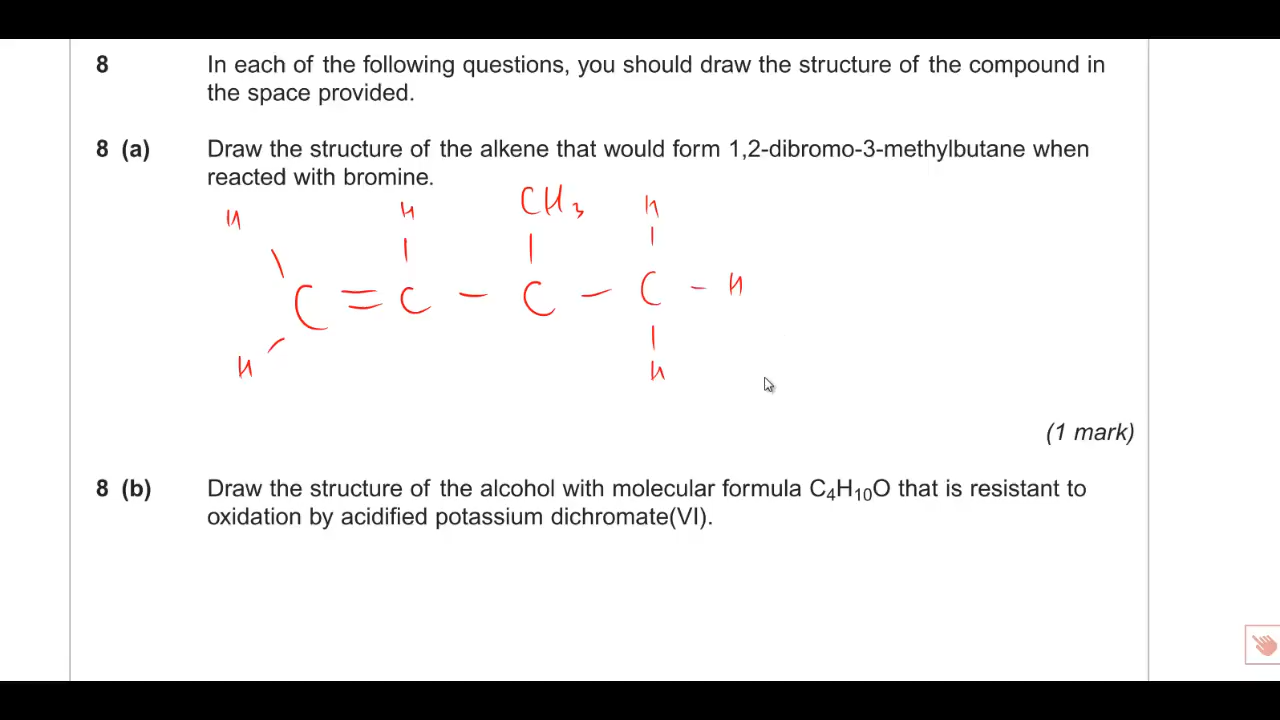 8 In each of the following questions, you should draw the structure of the compound in
the space provided.
8 (a) Draw the structure of the alkene that would form 1,2-dibromo-3-methylbutane when
reacted with bromine.
H H CH₃ H
C = C - C - C - H
H H
(1 mark)
8 (b) Draw the structure of the alcohol with molecular formula C₄H₁₀O that is resistant to
oxidation by acidified potassium dichromate(VI).